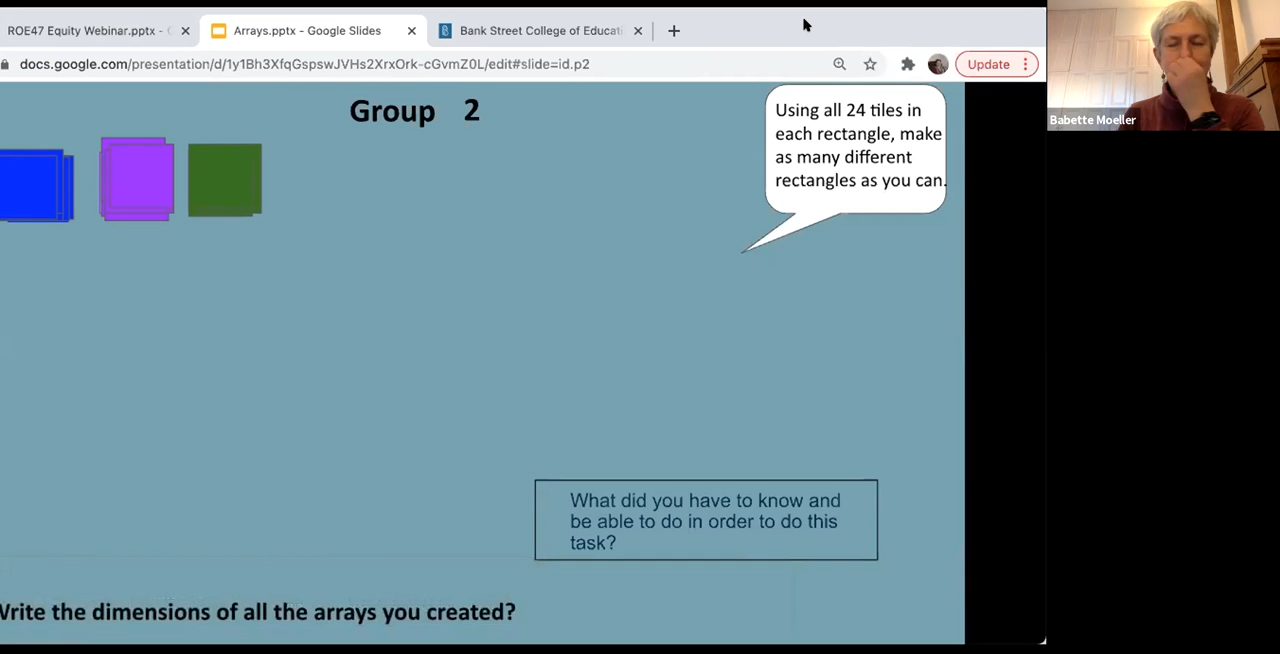 ROE47 Equity Webinar.pptx -
Arrays.pptx - Google Slides
Bank Street College of Educati
docs.google.com/presentation/d/1y1Bh3XfqGspswJVHs2XrxOrk-cGvmZ0L/edit#slide=id.p2
Update
Babette Moeller
Group 2
Using all 24 tiles in
each rectangle, make
as many different
rectangles as you can.
What did you have to know and
be able to do in order to do this
task?
Write the dimensions of all the arrays you created?